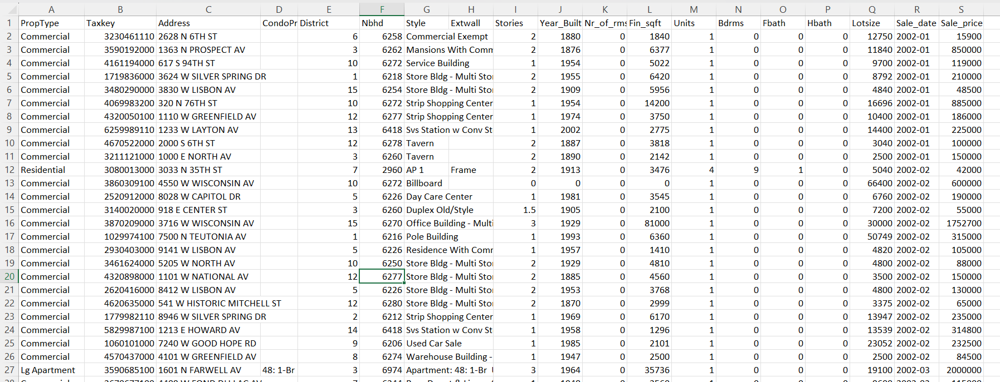 A B C D E F G H I J K L M N O P Q R S
1 PropType Taxkey Address CondoPr District Nbhd Style Extwall Stories Year_Built Nr_of_rms Fin_sqft Units Bdrms Fbath Hbath Lotsize Sale_date Sale_price
2 Commercial 3230461110 2628 N 6TH ST 6 6258 Commercial Exempt 2 1880 0 1840 1 0 0 0 12750 2002-01 15900
3 Commercial 3590192000 1363 N PROSPECT AV 3 6262 Mansions With Comm 2 1876 0 6377 1 0 0 0 11840 2002-01 850000
4 Commercial 4161194000 617 S 94TH ST 10 6272 Service Building 1 1954 0 5022 1 0 0 0 9700 2002-01 119000
5 Commercial 1719836000 3624 W SILVER SPRING DR 1 6218 Store Bldg - Multi Stor 2 1955 0 6420 1 0 0 0 8792 2002-01 210000
6 Commercial 3480290000 3830 W LISBON AV 15 6254 Store Bldg - Multi Stor 2 1909 0 5956 1 0 0 0 4840 2002-01 48500
7 Commercial 4069983200 320 N 76TH ST 10 6272 Strip Shopping Center 1 1954 0 14200 1 0 0 0 16696 2002-01 885000
8 Commercial 4320050100 1110 W GREENFIELD AV 12 6277 Strip Shopping Center 1 1974 0 3750 1 0 0 0 10400 2002-01 186000
9 Commercial 6259989110 1233 W LAYTON AV 13 6418 Svs Station w Conv St 1 2002 0 2775 1 0 0 0 14400 2002-01 225000
10 Commercial 4670522000 2000 S 6TH ST 12 6278 Tavern 2 1887 0 3818 1 0 0 0 3040 2002-01 100000
11 Commercial 3211121000 1000 E NORTH AV 3 6260 Tavern 2 1890 0 2142 1 0 0 0 2500 2002-01 150000
12 Residential 3080013000 3033 N 35TH ST 7 2960 AP 1 Frame 2 1913 0 3476 4 9 1 0 5040 2002-02 42000
13 Commercial 3860309100 4550 W WISCONSIN AV 10 6272 Billboard 0 0 0 0 1 0 0 0 66400 2002-02 600000
14 Commercial 2520912000 8028 W CAPITOL DR 5 6226 Day Care Center 1 1981 0 3545 1 0 0 0 6760 2002-02 190000
15 Commercial 3140020000 918 E CENTER ST 3 6260 Duplex Old/Style 1.5 1905 0 2100 1 0 0 0 7200 2002-02 55000
16 Commercial 3870209000 3716 W WISCONSIN AV 15 6270 Office Building - Multi 3 1929 0 81000 1 0 0 0 30000 2002-02 1752700
17 Commercial 1029974100 7500 N TEUTONIA AV 1 6216 Pole Building 1 1993 0 6360 1 0 0 0 50749 2002-02 315000
18 Commercial 2930403000 9141 W LISBON AV 5 6226 Residence With Comr 1 1957 0 1410 1 0 0 0 4820 2002-02 105000
19 Commercial 3461624000 5205 W NORTH AV 10 6250 Store Bldg - Multi Stor 2 1929 0 4810 1 0 0 0 4800 2002-02 88000
20 Commercial 4320898000 1101 W NATIONAL AV 12 6277 Store Bldg - Multi Stor 2 1885 0 4560 1 0 0 0 3500 2002-02 150000
21 Commercial 2620416000 8412 W LISBON AV 5 6226 Store Bldg - Multi Stor 2 1953 0 3768 1 0 0 0 4800 2002-02 130000
22 Commercial 4620635000 541 W HISTORIC MITCHELL ST 12 6280 Store Bldg - Multi Stor 2 1870 0 2999 1 0 0 0 3375 2002-02 65000
23 Commercial 1779982110 8946 W SILVER SPRING DR 2 6212 Strip Shopping Center 1 1969 0 6170 1 0 0 0 13947 2002-02 235000
24 Commercial 5829987100 1213 E HOWARD AV 14 6418 Svs Station w Conv St 1 1958 0 1296 1 0 0 0 13539 2002-02 314800
25 Commercial 1060101000 7240 W GOOD HOPE RD 9 6206 Used Car Sale 1 1985 0 2101 1 0 0 0 23052 2002-02 232500
26 Commercial 4570437000 4101 W GREENFIELD AV 8 6274 Warehouse Building - 1 1947 0 2500 1 0 0 0 2500 2002-02 84500
27 Lg Apartment 3590685100 1601 N FARWELL AV 48: 1-Br 3 6974 Apartment: 48: 1-Br 3 1964 0 35736 1 0 0 0 19100 2002-03 2000000